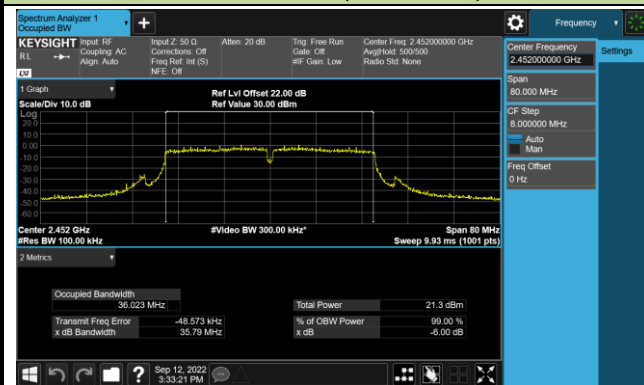 Spectrum Analyzer 1
Occupied BW
+
Frequency
KEYSIGHT
RL
LXI
Input: RF
Coupling: AC
Align: Auto
Input Z: 50 Ω
Corrections: Off
Freq Ref: Int (S)
NFE: Off
Atten: 20 dB
Trig: Free Run
Gate: Off
#IF Gain: Low
Center Freq: 2.452000000 GHz
Avg|Hold: 500/500
Radio Std: None
Center Frequency
2.452000000 GHz
Settings
Span
80.000 MHz
CF Step
8.000000 MHz
Auto
Man
Freq Offset
0 Hz
1 Graph
Scale/Div 10.0 dB
Ref Lvl Offset 22.00 dB
Ref Value 30.00 dBm
Log
20.0
10.0
0.00
-10.0
-20.0
-30.0
-40.0
-50.0
-60.0
Center 2.452 GHz
#Res BW 100.00 kHz
#Video BW 300.00 kHz*
Span 80 MHz
Sweep 9.93 ms (1001 pts)
2 Metrics
Occupied Bandwidth
36.023 MHz
Total Power 21.3 dBm
Transmit Freq Error -48.573 kHz
% of OBW Power 99.00 %
x dB Bandwidth 35.79 MHz
x dB -6.00 dB
?
Sep 12, 2022
3:33:21 PM